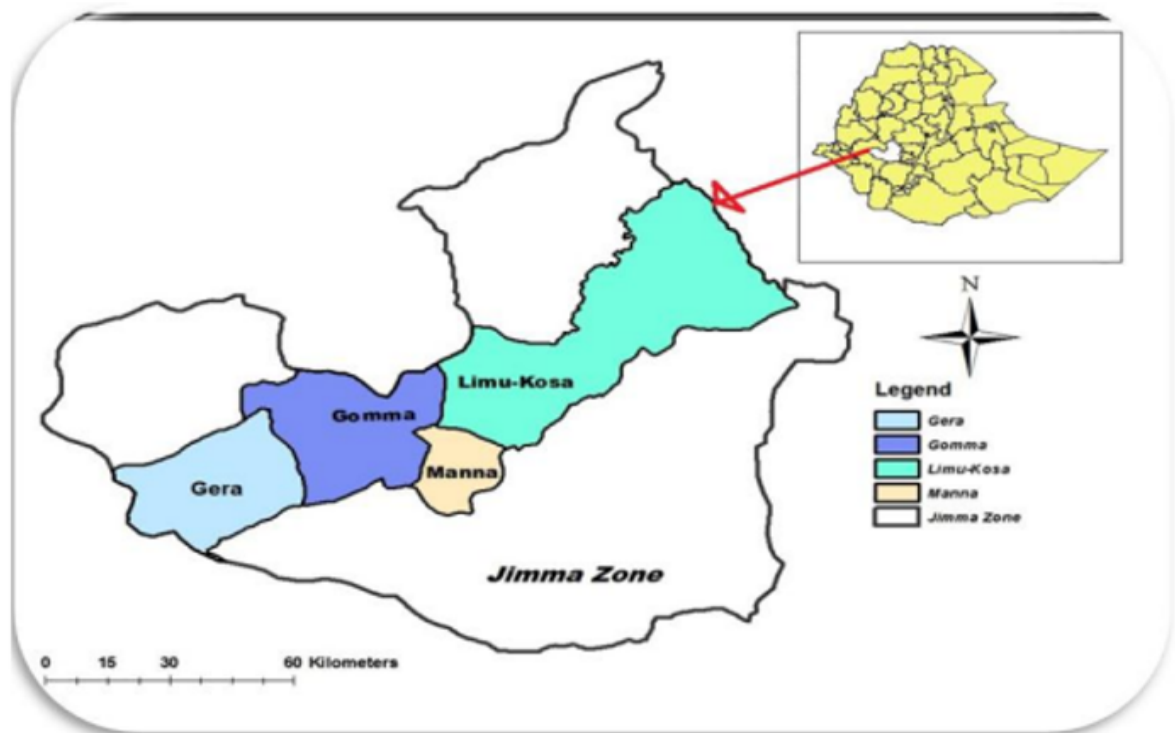 N
Limu-Kosa
Gomma
Manna
Gera
Jimma Zone
Legend
Gera
Gomma
Limu-Kosa
Manna
Jimma Zone
0 15 30 60 Kilometers